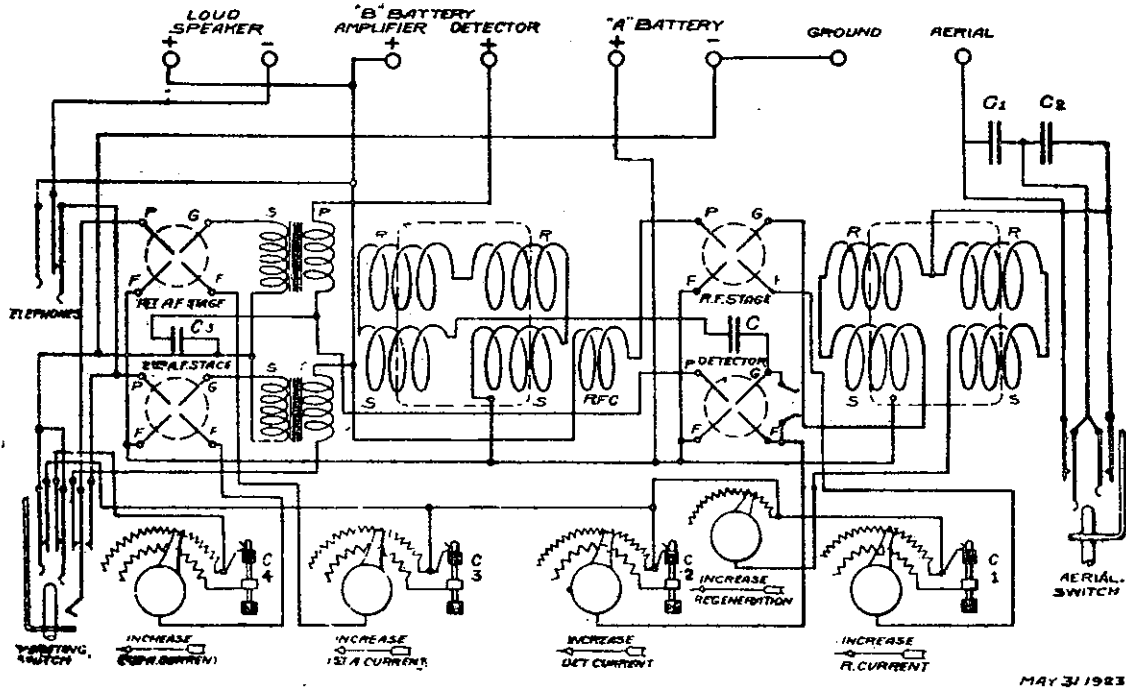 LOUD
SPEAKER
"B" BATTERY
AMPLIFIER DETECTOR
"A" BATTERY
GROUND
AERIAL
+ -
+ +
+ -
C1 C2
P G S P
R R
P G
R R
F F
1ST A.F. STAGE
F
R.F. STAGE
TELEPHONES
C3
C
2ND A.F. STAGE
DETECTOR
P G S
P G
S S
RFC
S S
F F
F F
C
4
C
3
C
2
C
1
INCREASE
REGENERATION
AERIAL.
SWITCH
SWITCH
INCREASE
CURRENT
INCREASE
1ST A CURRENT
INCREASE
DET CURRENT
INCREASE
R. CURRENT
MAY 31 1923